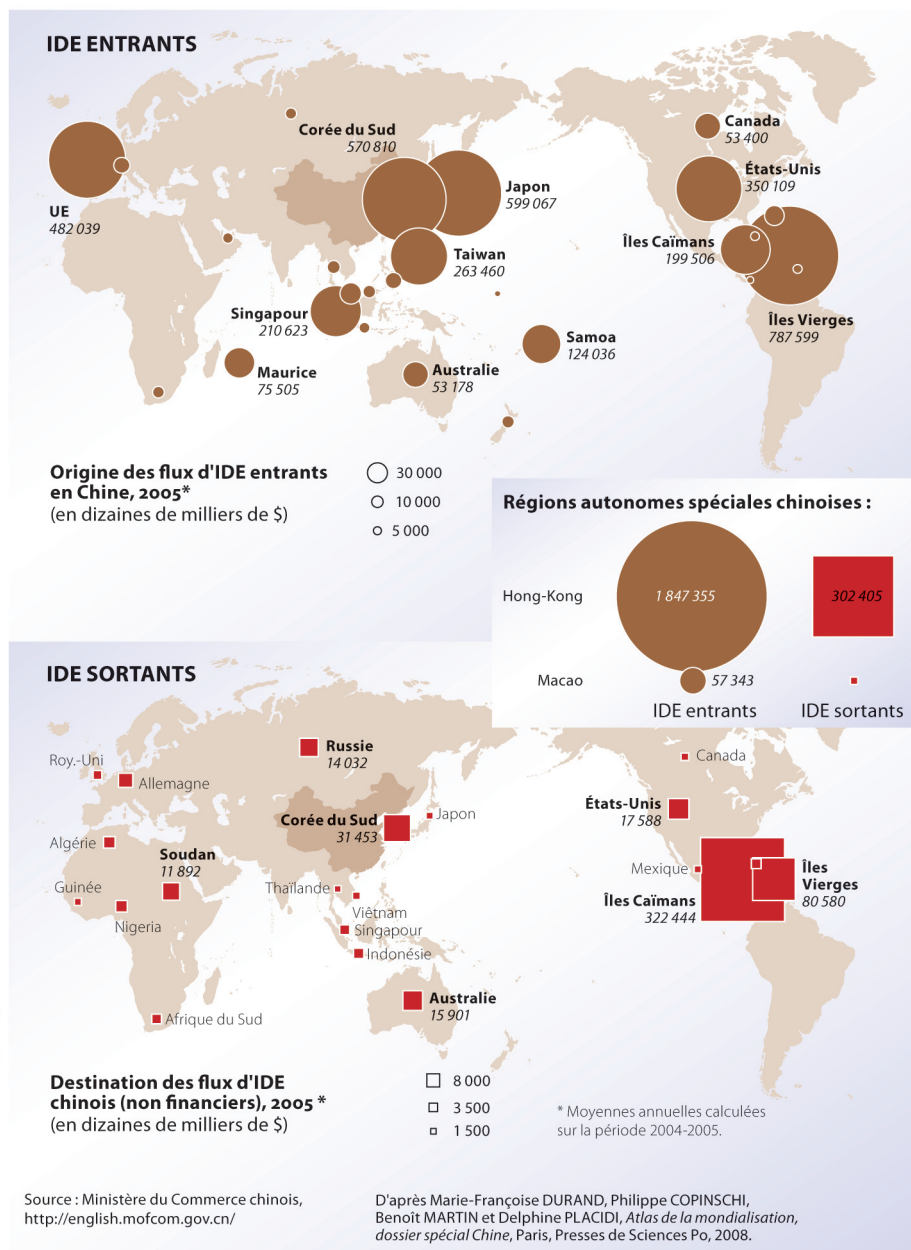 IDE ENTRANTS
Corée du Sud
570 810
Canada
53 400
États-Unis
350 109
Japon
599 067
UE
482 039
Îles Caïmans
199 506
Taiwan
263 460
Singapour
210 623
Îles Vierges
787 599
Samoa
124 036
Maurice
75 505
Australie
53 178
Origine des flux d'IDE entrants
en Chine, 2005*
(en dizaines de milliers de $)
30 000
10 000
5 000
Régions autonomes spéciales chinoises :
Hong-Kong
1 847 355
302 405
Macao
57 343
IDE entrants
IDE sortants
IDE SORTANTS
Russie
14 032
Roy.-Uni
Allemagne
Canada
États-Unis
17 588
Corée du Sud
31 453
Japon
Algérie
Soudan
11 892
Mexique
Îles
Vierges
80 580
Îles Caïmans
322 444
Guinée
Nigeria
Thaïlande
Viêtnam
Singapour
Indonésie
Australie
15 901
Afrique du Sud
Destination des flux d'IDE
chinois (non financiers), 2005 *
(en dizaines de milliers de $)
8 000
3 500
1 500
* Moyennes annuelles calculées
sur la période 2004-2005.
Source : Ministère du Commerce chinois,
http://english.mofcom.gov.cn/
D'après Marie-Françoise DURAND, Philippe COPINSCHI,
Benoît MARTIN et Delphine PLACIDI, Atlas de la mondialisation,
dossier spécial Chine, Paris, Presses de Sciences Po, 2008.